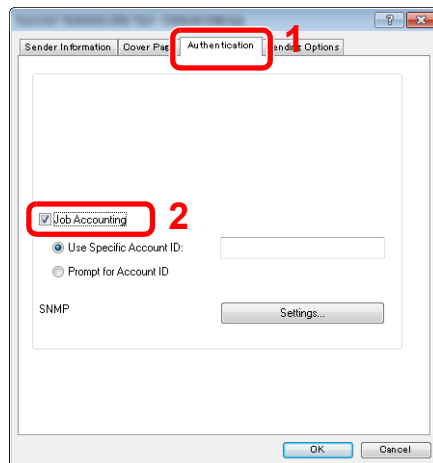 Sender Information Cover Pag Authentication ending Options
1
Job Accounting
2
Use Specific Account ID:
Prompt for Account ID
SNMP Settings...
OK Cancel